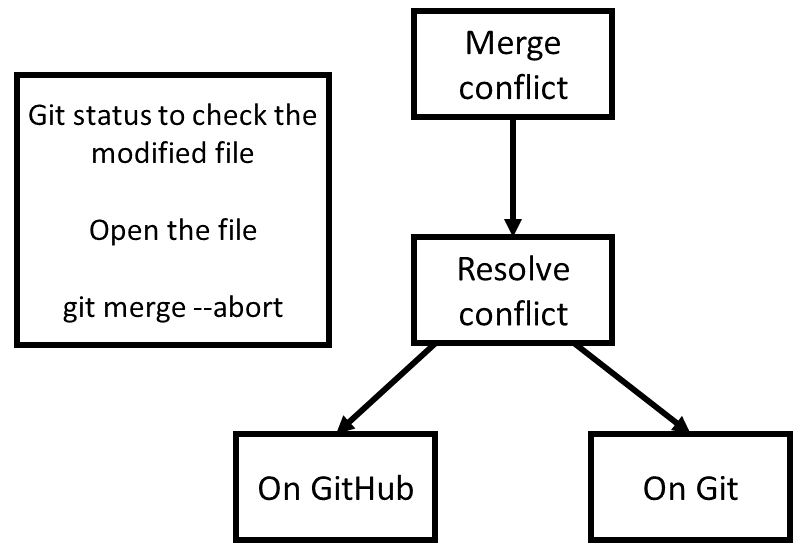 Merge
conflict
Git status to check the
modified file
Open the file
git merge --abort
Resolve
conflict
On GitHub
On Git